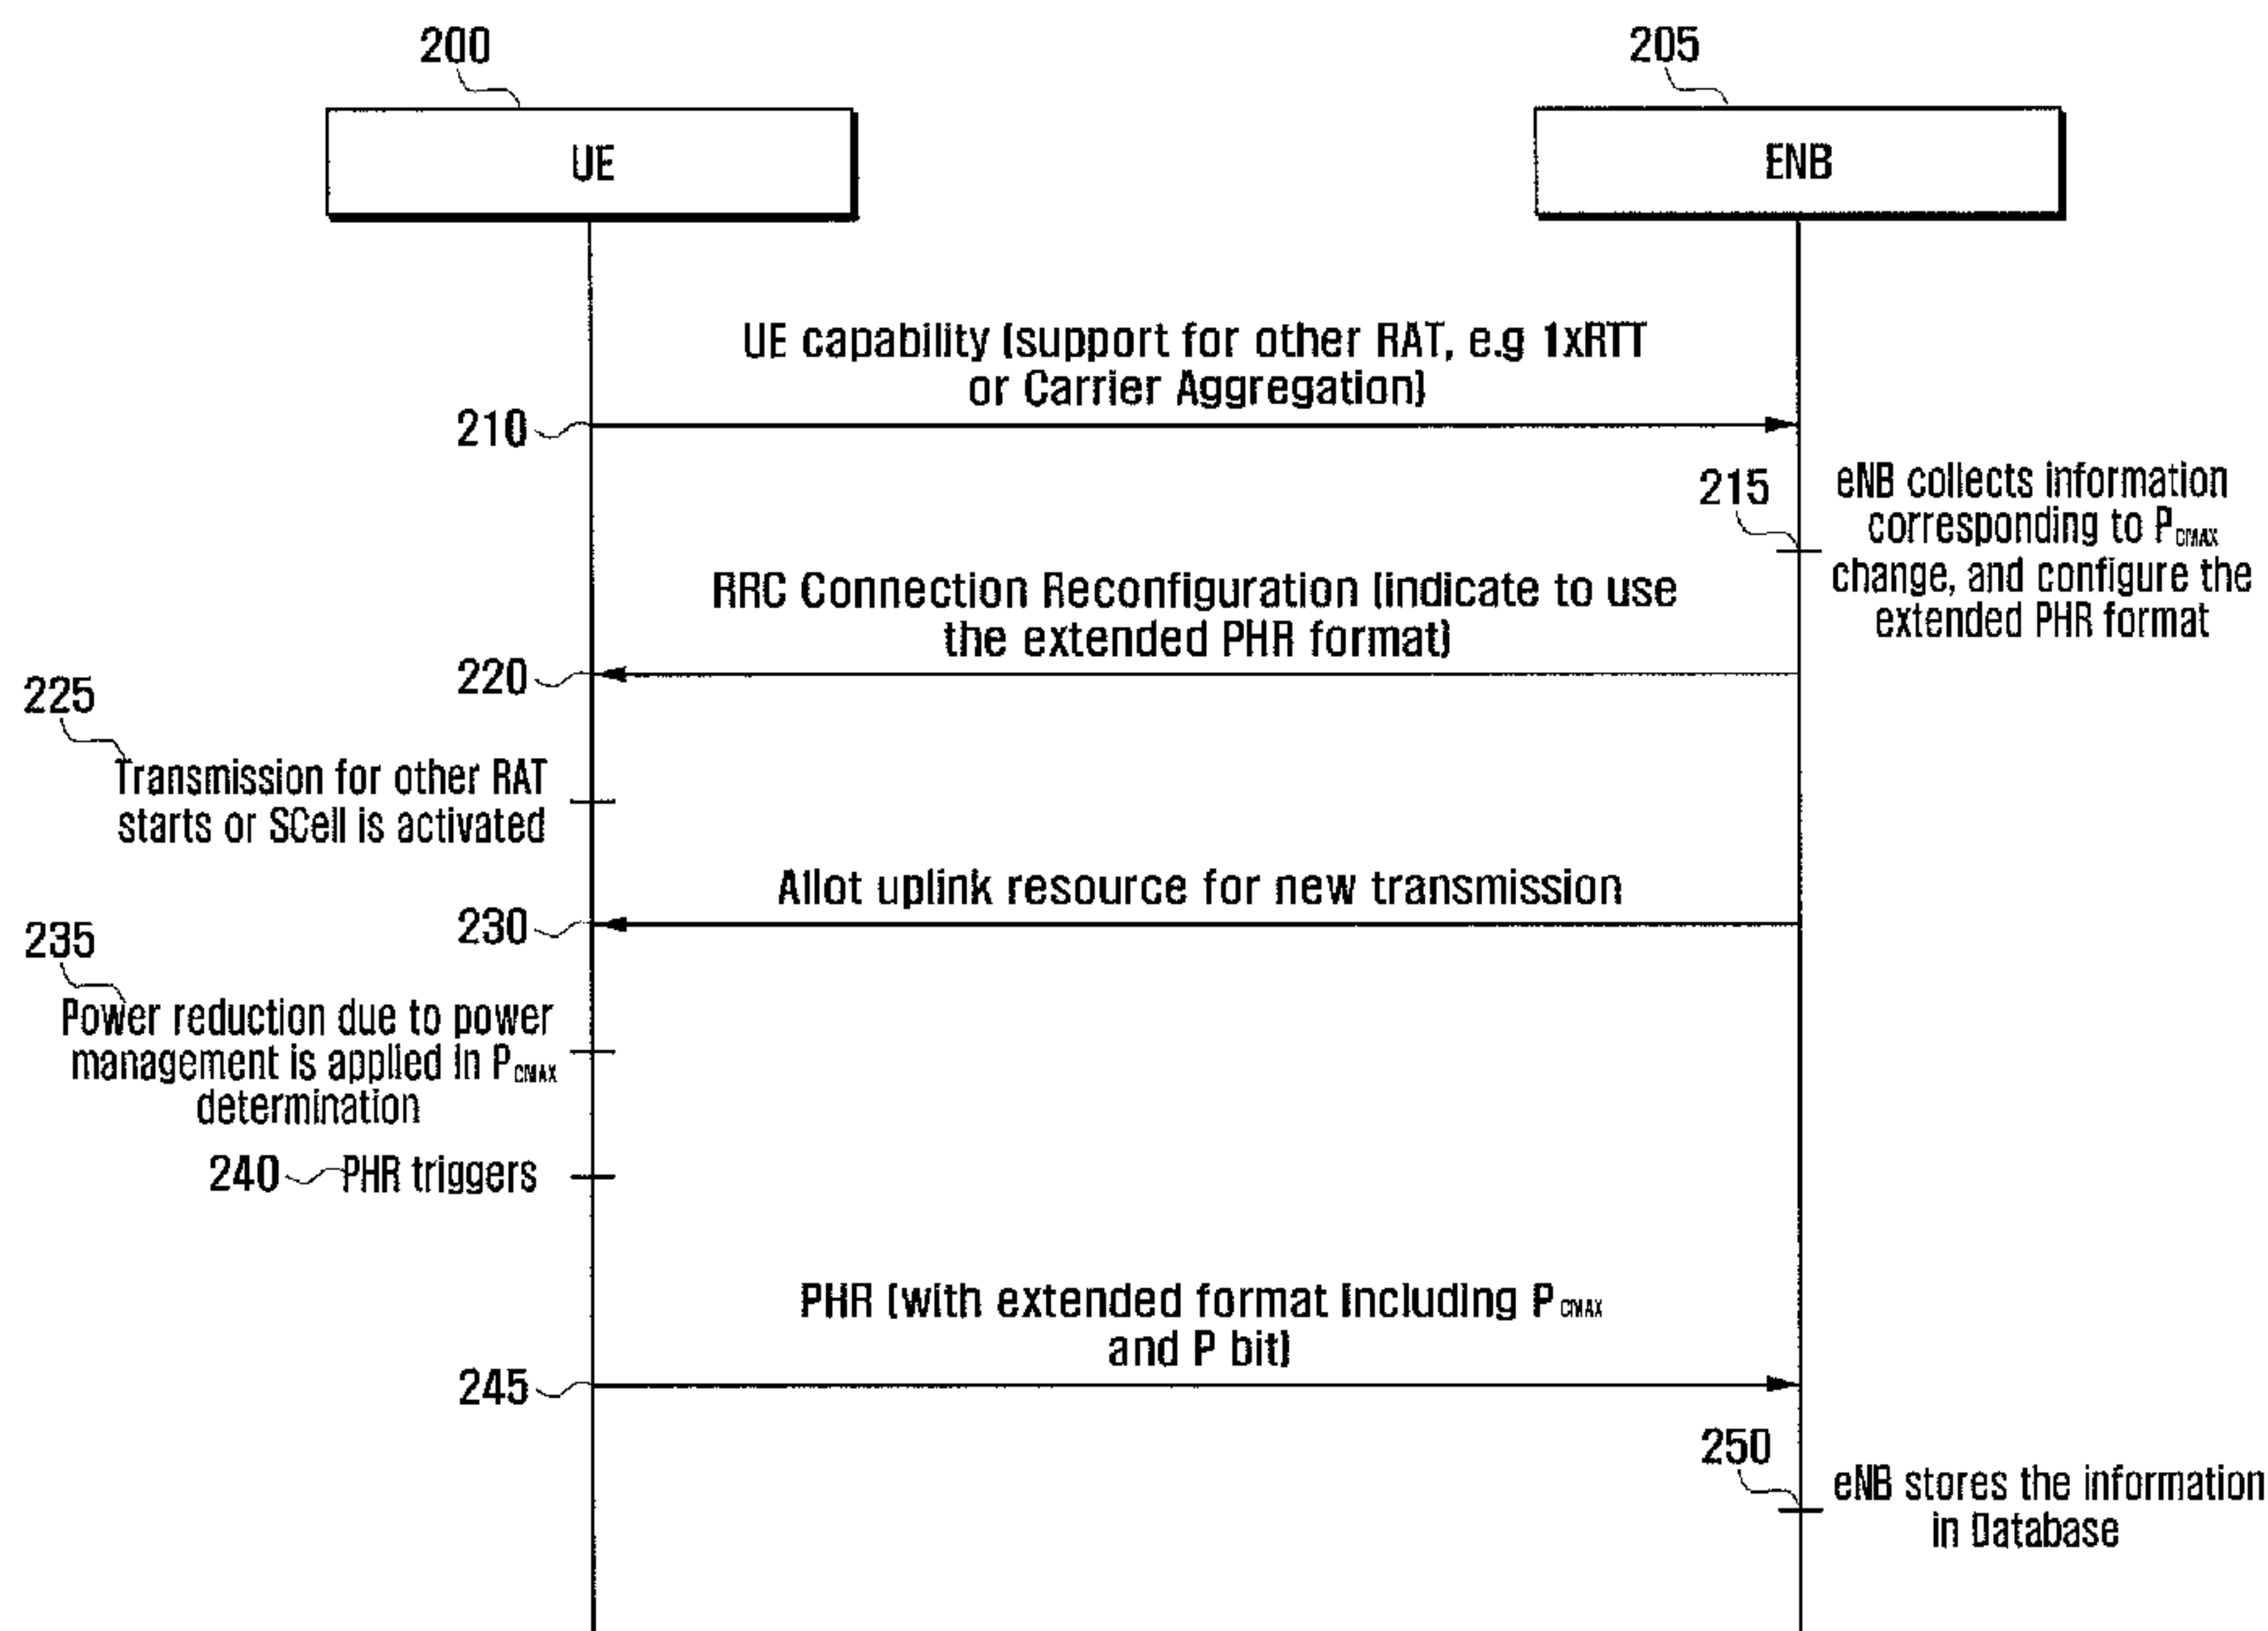 200
205
UE
ENB
UE capability (support for other RAT, e.g 1xRTT
or Carrier Aggregation)
210
215
eNB collects information
corresponding to PCMAX
change, and configure the
extended PHR format
RRC Connection Reconfiguration (indicate to use
the extended PHR format)
220
225
Transmission for other RAT
starts or SCell is activated
Allot uplink resource for new transmission
230
235
Power reduction due to power
management is applied in PCMAX
determination
240
PHR triggers
PHR (with extended format including PCMAX
and P bit)
245
250
eNB stores the information
in Database